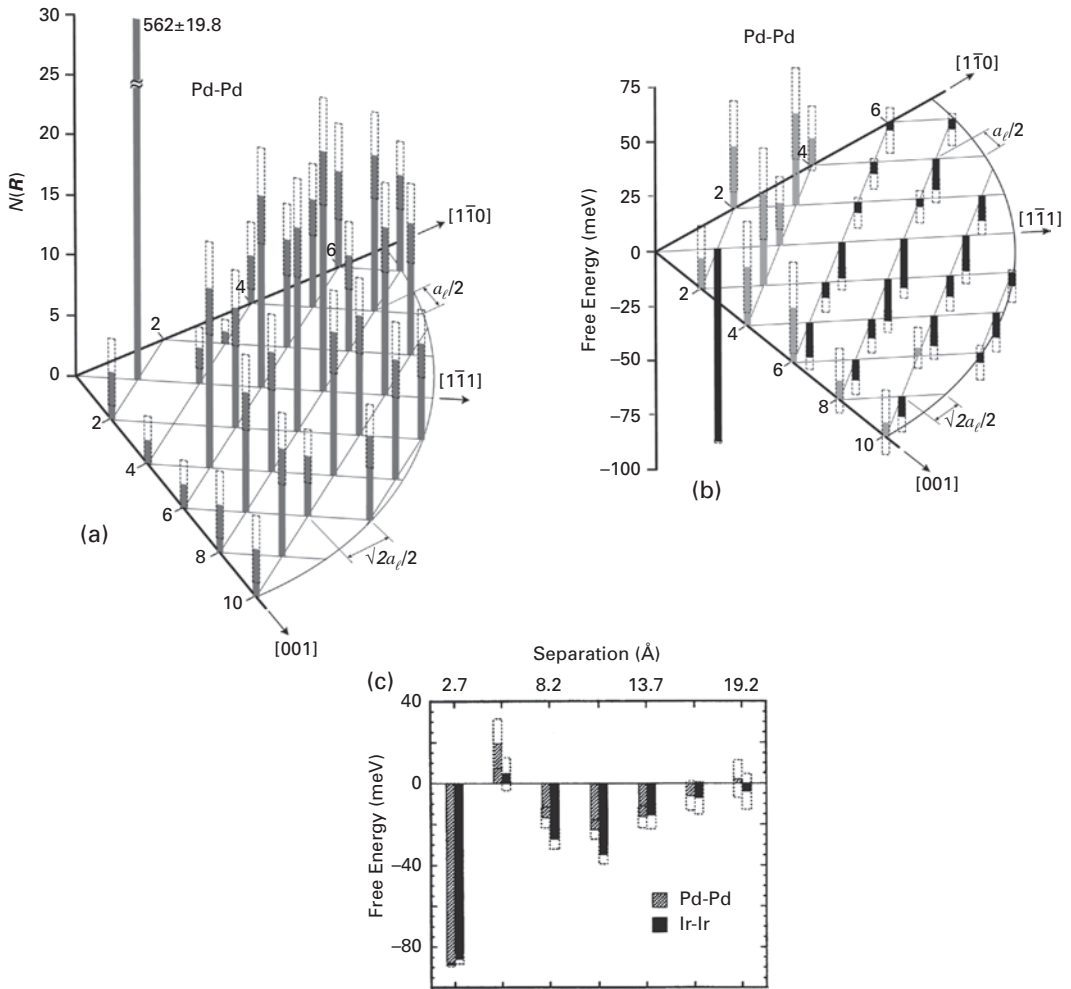 30
25
20
15
10
5
0
N(R)
562±19.8
Pd-Pd
2
4
6
[11̅0]
aℓ/2
[11̅1]
2
4
6
8
10
√2aℓ/2
[001]
(a)
Pd-Pd
75
50
25
0
−25
−50
−75
−100
Free Energy (meV)
2
4
6
[11̅0]
aℓ/2
[11̅1]
2
4
6
8
10
√2aℓ/2
[001]
(b)
Separation (Å)
(c)
2.7 8.2 13.7 19.2
40
0
−40
−80
Free Energy (meV)
Pd-Pd
Ir-Ir